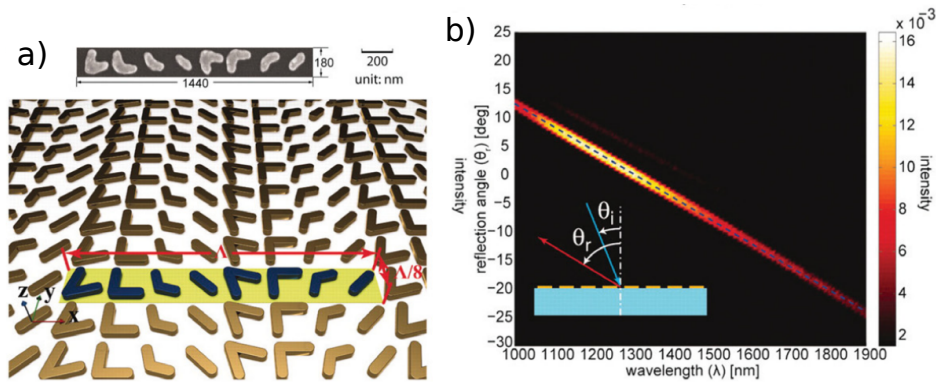 a)
180
200
unit: nm
1440
Λ
Λ/8
z
y
x
b)
× 10⁻³
25
20
15
10
5
0
−5
−10
−15
−20
−25
−30
intensity
reflection angle (θr) [deg]
θi
θr
1000 1100 1200 1300 1400 1500 1600 1700 1800 1900
wavelength (λ) [nm]
16
14
12
10
8
6
4
2
intensity